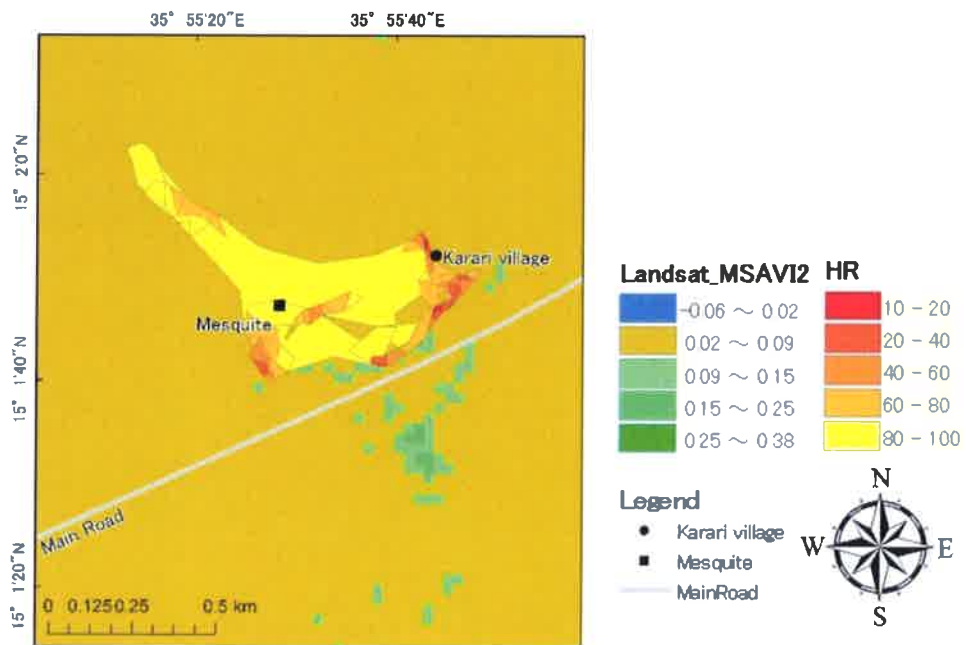 35° 55'20"E 35° 55'40"E
15° 2'0"N
15° 1'40"N
15° 1'20"N
Karari village
Mesquite
Main Road
0 0.125 0.25 0.5 km
Landsat_MSAVI2 HR
-0.06 ~ 0.02 10 - 20
0.02 ~ 0.09 20 - 40
0.09 ~ 0.15 40 - 60
0.15 ~ 0.25 60 - 80
0.25 ~ 0.38 80 - 100
Legend
Karari village
Mesquite
MainRoad
N
W E
S